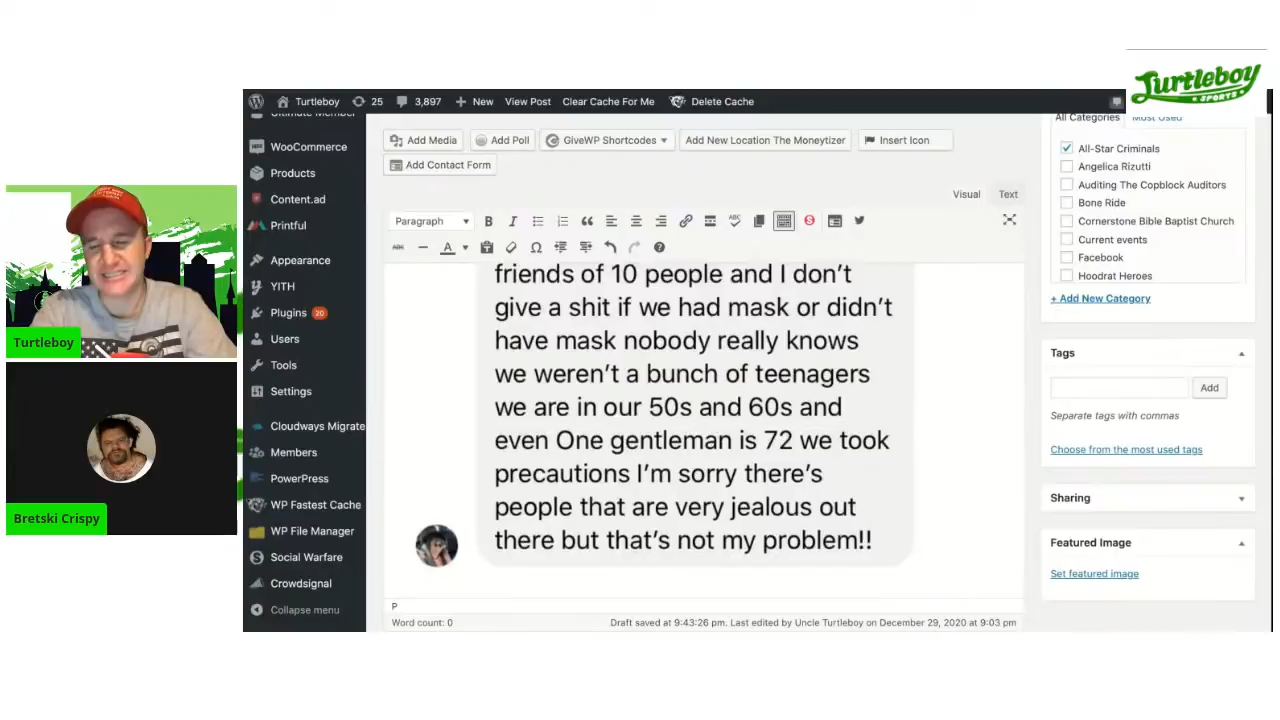 Turtleboy
SPORTS
Turtleboy 25 3,897 New View Post Clear Cache For Me Delete Cache
Ultimate Member
WooCommerce
Products
Content.ad
Printful
Appearance
YITH
Plugins 20
Users
Tools
Settings
Cloudways Migrate
Members
PowerPress
WP Fastest Cache
WP File Manager
Social Warfare
Crowdsignal
Collapse menu
Add Media Add Poll GiveWP Shortcodes Add New Location The Moneytizer Insert Icon
Add Contact Form
Visual Text
Paragraph B I
ABC A Ω
friends of 10 people and I don't
give a shit if we had mask or didn't
have mask nobody really knows
we weren't a bunch of teenagers
we are in our 50s and 60s and
even One gentleman is 72 we took
precautions I'm sorry there's
people that are very jealous out
there but that's not my problem!!
P
Word count: 0 Draft saved at 9:43:26 pm. Last edited by Uncle Turtleboy on December 29, 2020 at 9:03 pm
All Categories Most Used
All-Star Criminals
Angelica Rizutti
Auditing The Copblock Auditors
Bone Ride
Cornerstone Bible Baptist Church
Current events
Facebook
Hoodrat Heroes
+ Add New Category
Tags
Add
Separate tags with commas
Choose from the most used tags
Sharing
Featured Image
Set featured image
Turtleboy
Bretski Crispy